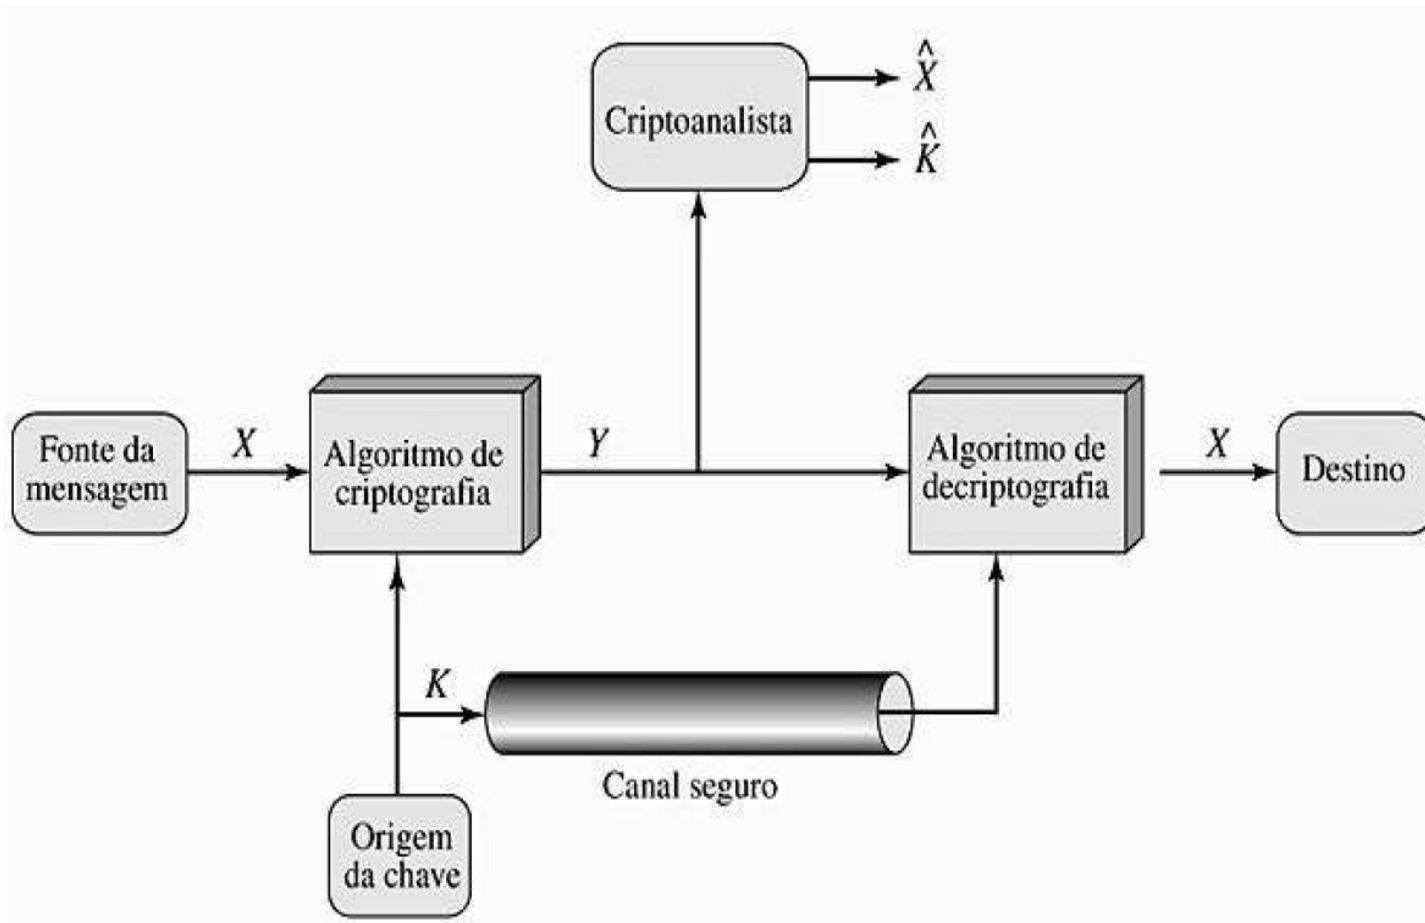 X̂
Criptoanalista
K̂
Fonte da
mensagem
X
Algoritmo de
criptografia
Y
Algoritmo de
decriptografia
X
Destino
K
Canal seguro
Origem
da chave